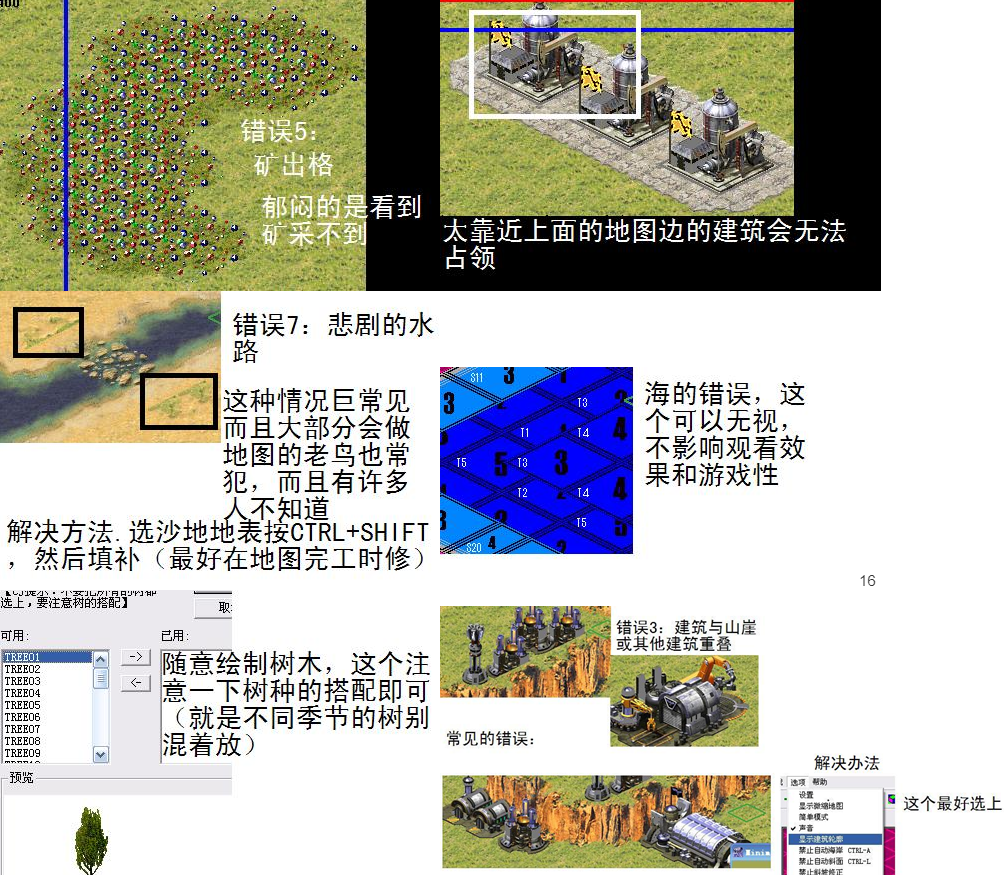 错误5：
矿出格
郁闷的是看到
矿采不到
太靠近上面的地图边的建筑会无法
占领
错误7：悲剧的水
路
这种情况巨常见
而且大部分会做
地图的老鸟也常
犯，而且有许多
人不知道
解决方法.选沙地地表按CTRL+SHIFT
，然后填补（最好在地图完工时修）
S11 3
T3
3
T1 T4 4
T5 5 T3 3
T2 T4 4
T5 5
S20 4 2
海的错误，这
个可以无视，
不影响观看效
果和游戏性
16
选上，要注意树的搭配】
取
可用：
已用：
TREE01
TREE02
TREE03
TREE04
TREE05
TREE06
TREE07
TREE08
TREE09
->
<-
预览
随意绘制树木，这个注
意一下树种的搭配即可
（就是不同季节的树别
混着放）
错误3：建筑与山崖
或其他建筑重叠
常见的错误：
解决办法
选项 帮助
设置
显示微缩地图
简单模式
声音
显示建筑轮廓
禁止自动海岸 CTRL-A
禁止自动斜面 CTRL-L
禁止斜坡修正
这个最好选上